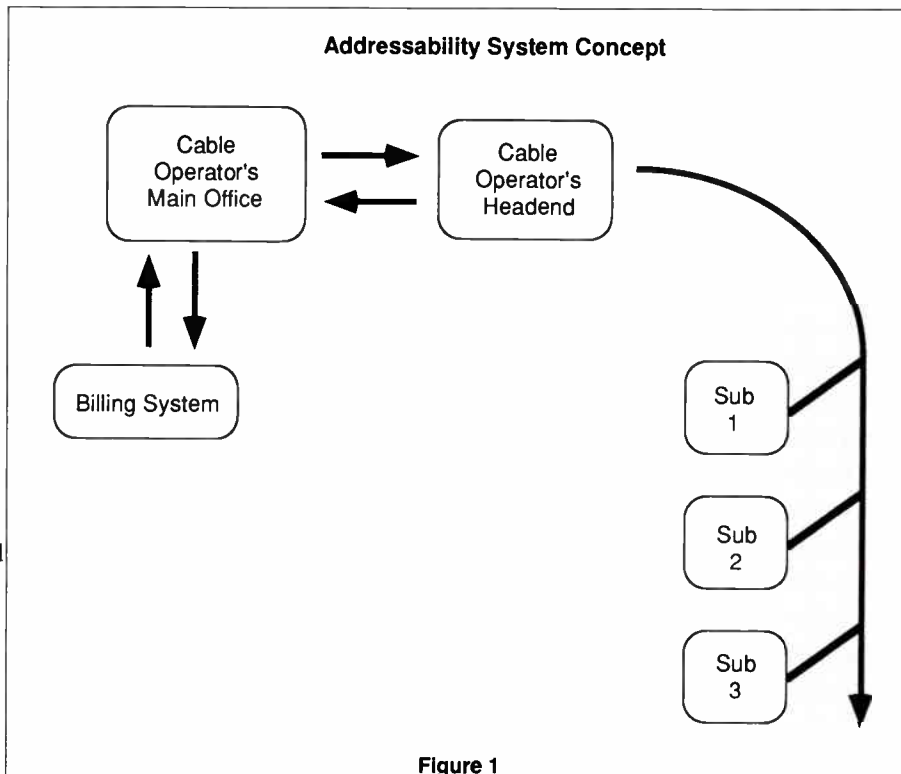 Addressability System Concept
Cable
Operator's
Main Office
Cable
Operator's
Headend
Billing System
Sub
1
Sub
2
Sub
3
Figure 1